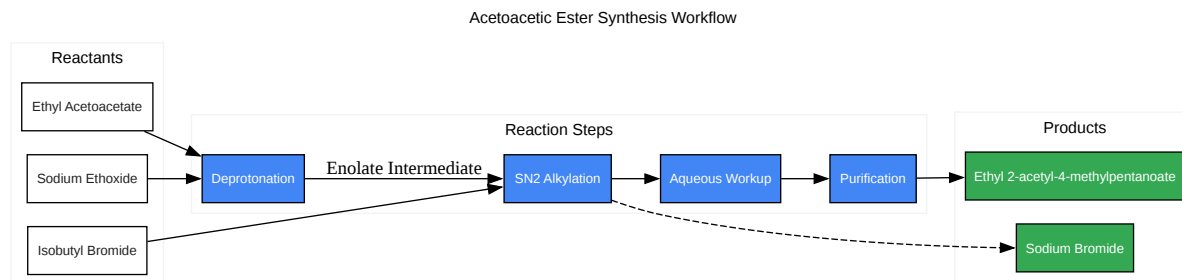 Acetoacetic Ester Synthesis Workflow
Reactants
Ethyl Acetoacetate
Sodium Ethoxide
Isobutyl Bromide
Reaction Steps
Deprotonation
Enolate Intermediate
SN2 Alkylation
Aqueous Workup
Purification
Products
Ethyl 2-acetyl-4-methylpentanoate
Sodium Bromide